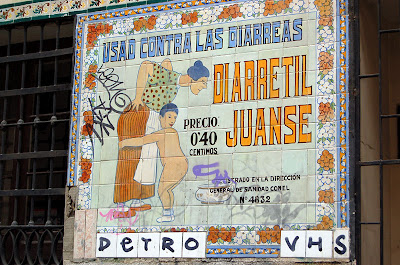 USAD CONTRA LAS DIARREAS
DIARRETIL
JUANSE
PRECIO
0'40
CENTIMOS
REGISTRADO EN LA DIRECCIÓN
GENERAL DE SANIDAD CON EL
Nº 4632
DETRO VHS